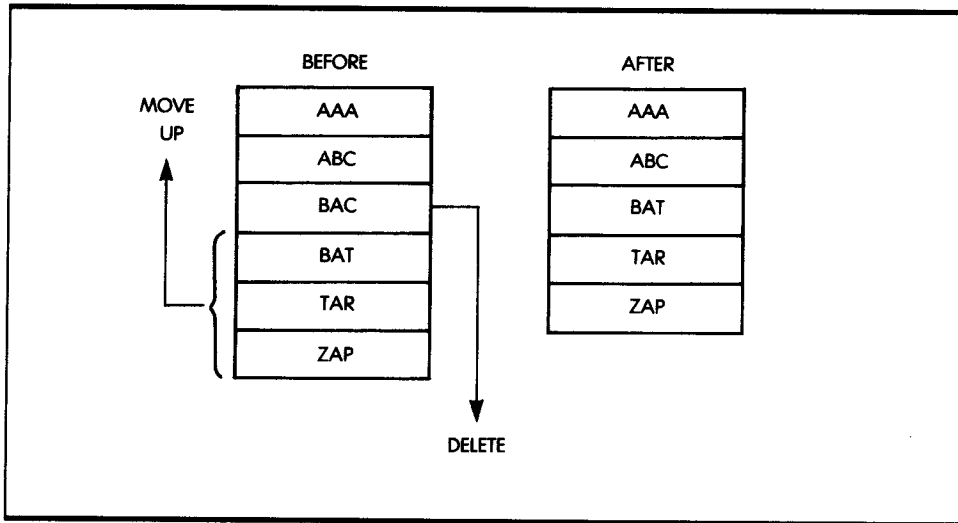 BEFORE
AFTER
MOVE
UP
AAA
ABC
BAC
BAT
TAR
ZAP
AAA
ABC
BAT
TAR
ZAP
DELETE